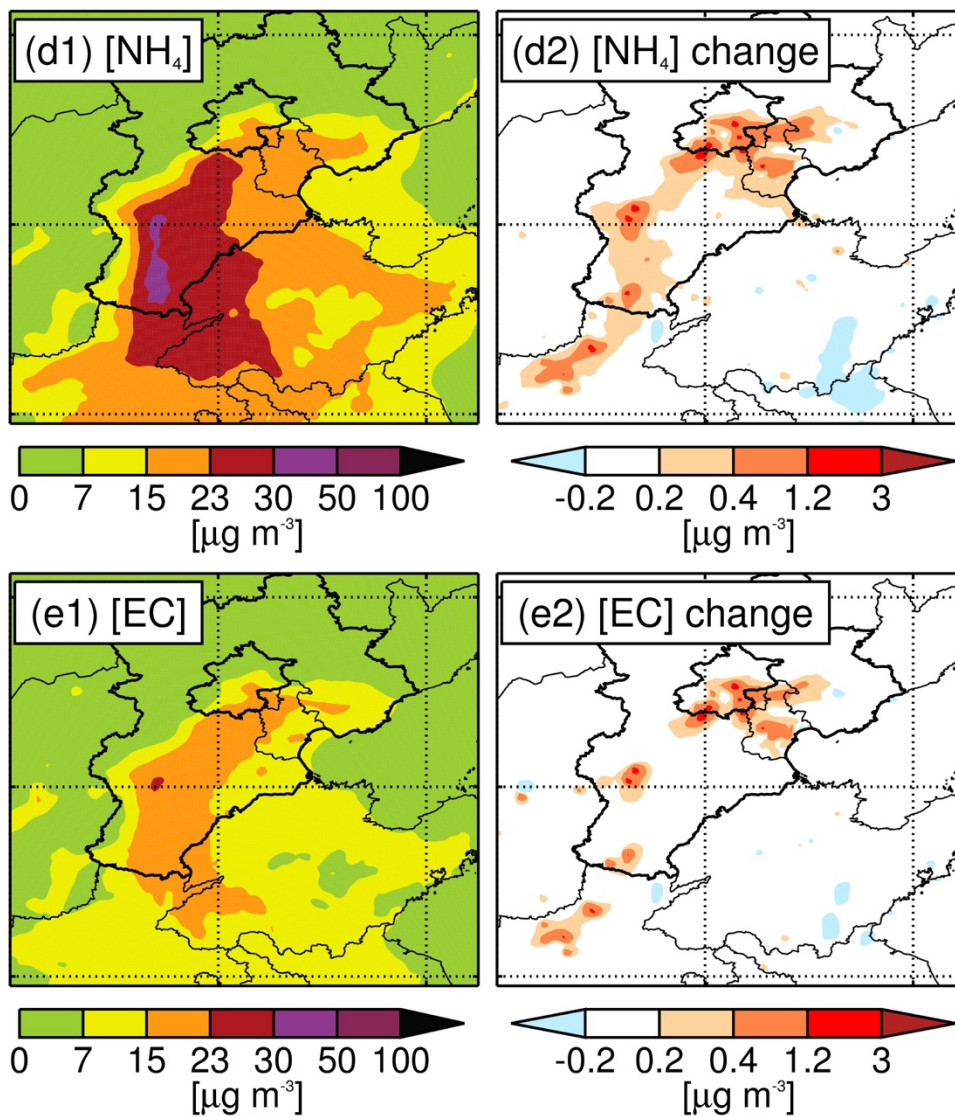 (d1) [NH₄]
(d2) [NH₄] change
0 7 15 23 30 50 100
[μg m⁻³]
-0.2 0.2 0.4 1.2 3
[μg m⁻³]
(e1) [EC]
(e2) [EC] change
0 7 15 23 30 50 100
[μg m⁻³]
-0.2 0.2 0.4 1.2 3
[μg m⁻³]